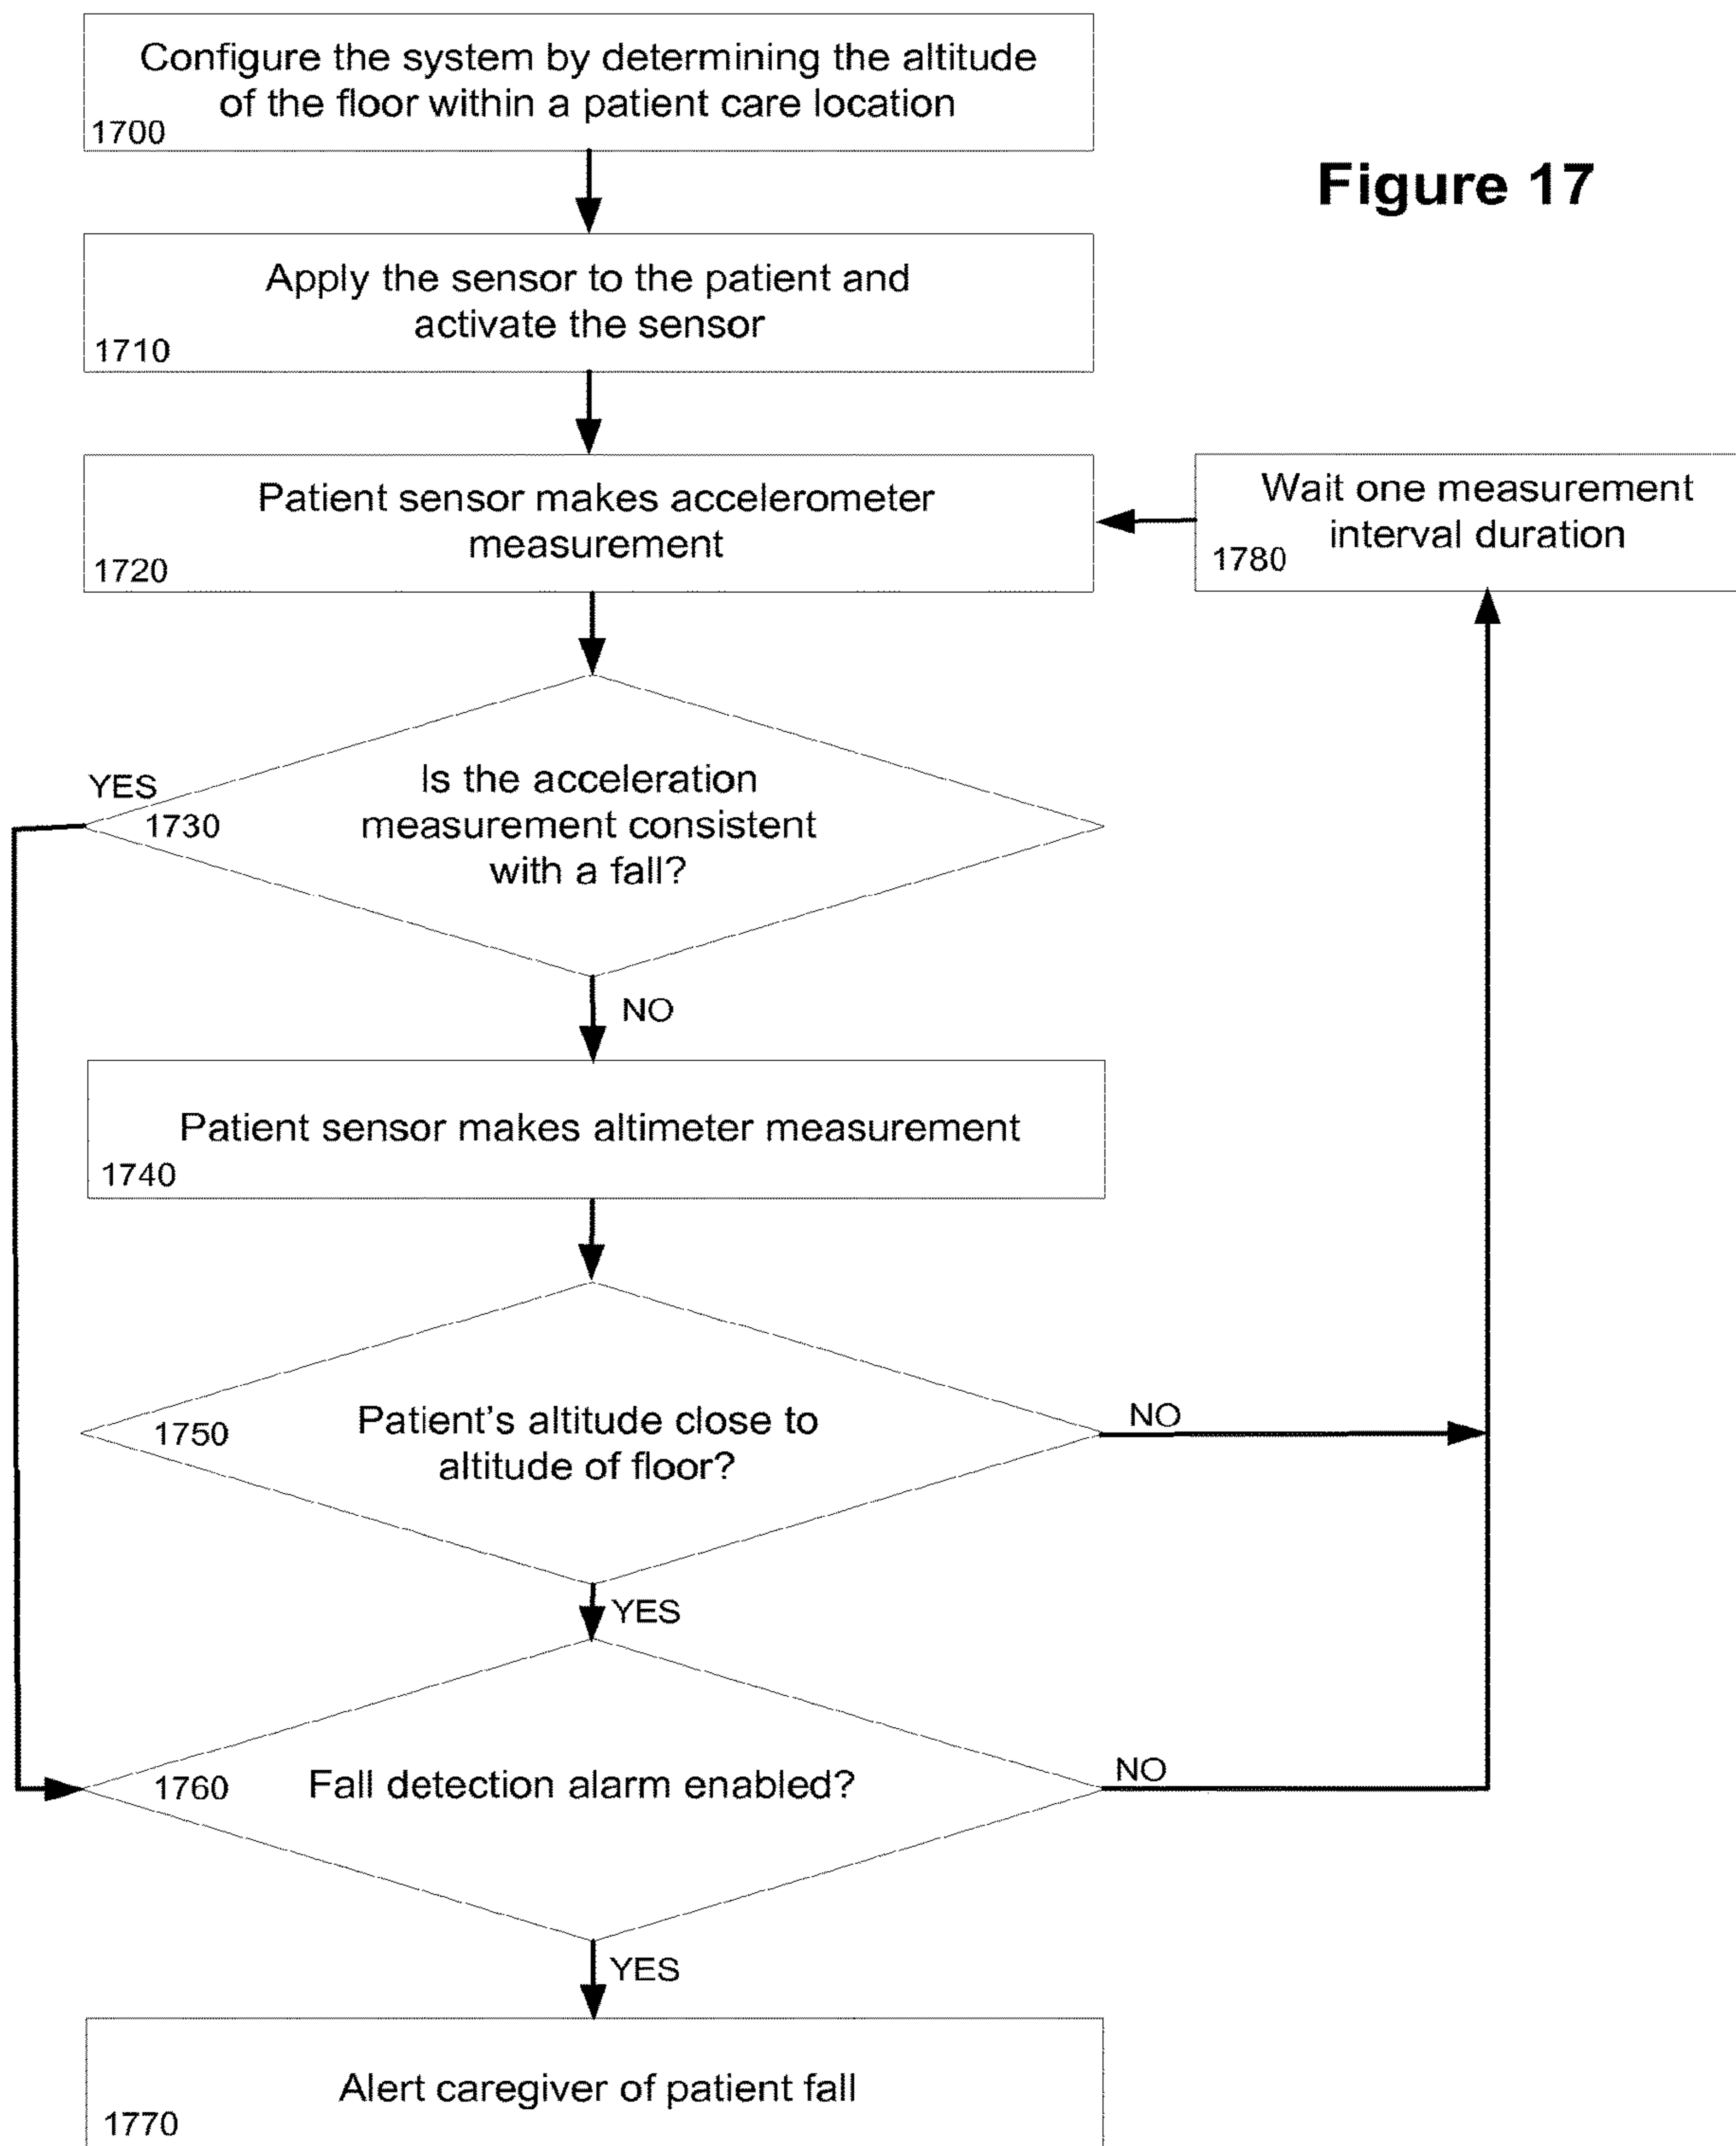 Configure the system by determining the altitude
of the floor within a patient care location
1700
Figure 17
Apply the sensor to the patient and
activate the sensor
1710
Patient sensor makes accelerometer
measurement
1720
Wait one measurement
interval duration
1780
YES
Is the acceleration
measurement consistent
with a fall?
1730
NO
Patient sensor makes altimeter measurement
1740
Patient's altitude close to
altitude of floor?
1750
NO
YES
Fall detection alarm enabled?
1760
NO
YES
Alert caregiver of patient fall
1770